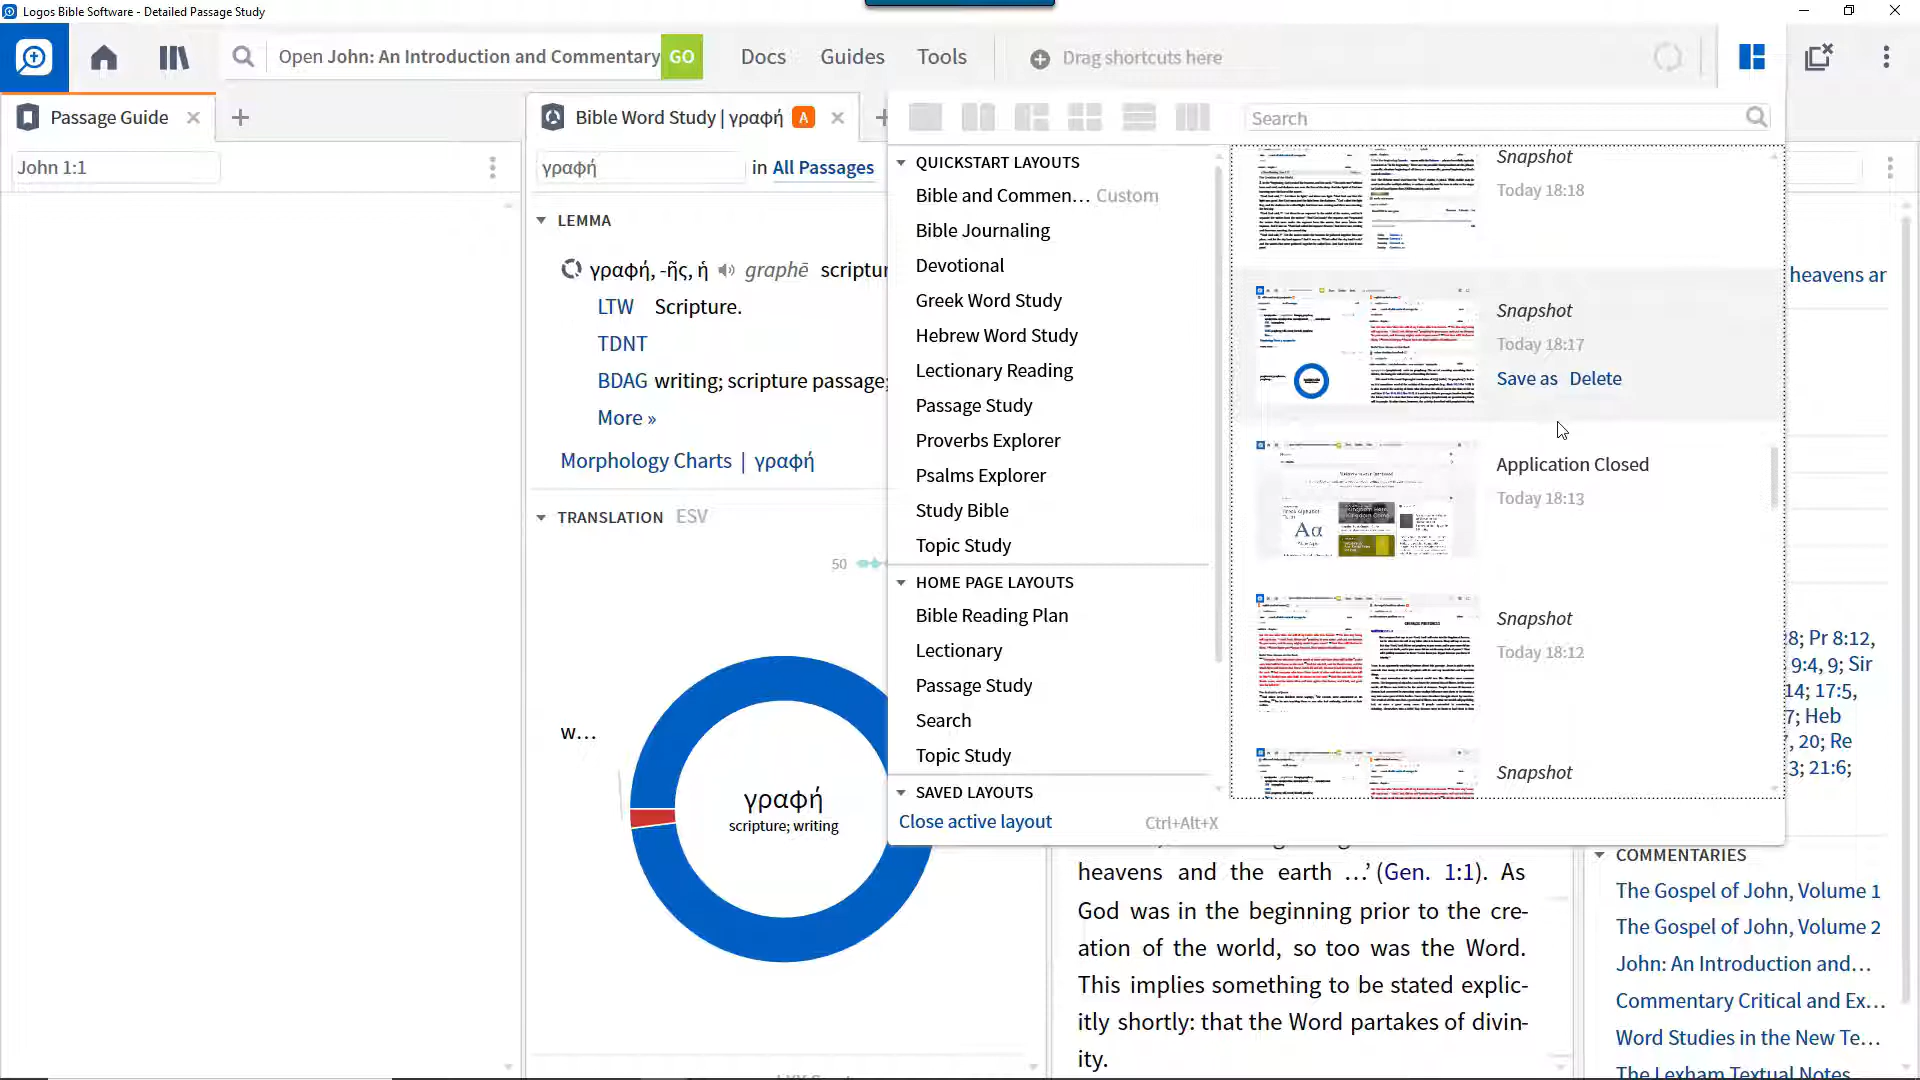 Logos Bible Software - Detailed Passage Study
Open John: An Introduction and Commentary
GO
Docs
Guides
Tools
Drag shortcuts here
Passage Guide
Bible Word Study | γραφή
A
John 1:1
γραφή
in All Passages
LEMMA
γραφή, -ῆς, ἡ graphē scriptur
LTW Scripture.
TDNT
BDAG writing; scripture passage;
More »
Morphology Charts | γραφή
TRANSLATION ESV
50
w…
γραφή
scripture; writing
Search
QUICKSTART LAYOUTS
Bible and Commen… Custom
Bible Journaling
Devotional
Greek Word Study
Hebrew Word Study
Lectionary Reading
Passage Study
Proverbs Explorer
Psalms Explorer
Study Bible
Topic Study
HOME PAGE LAYOUTS
Bible Reading Plan
Lectionary
Passage Study
Search
Topic Study
SAVED LAYOUTS
Close active layout Ctrl+Alt+X
Snapshot
Today 18:18
Snapshot
Today 18:17
Save as Delete
Application Closed
Today 18:13
Αα
Snapshot
Today 18:12
Snapshot
heavens ar
8; Pr 8:12,
9:4, 9; Sir
14; 17:5,
7; Heb
, 20; Re
3; 21:6;
heavens and the earth …’ (Gen. 1:1). As
God was in the beginning prior to the cre-
ation of the world, so too was the Word.
This implies something to be stated explic-
itly shortly: that the Word partakes of divin-
ity.
COMMENTARIES
The Gospel of John, Volume 1
The Gospel of John, Volume 2
John: An Introduction and…
Commentary Critical and Ex…
Word Studies in the New Te…
The Lexham Textual Notes